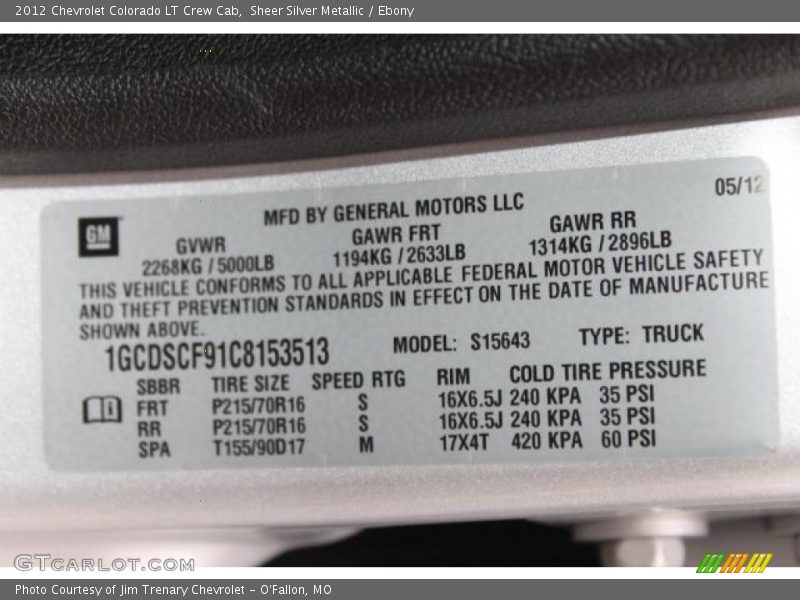 2012 Chevrolet Colorado LT Crew Cab, Sheer Silver Metallic / Ebony
05/12
MFD BY GENERAL MOTORS LLC
GM
GVWR GAWR FRT GAWR RR
2268KG / 5000LB 1194KG / 2633LB 1314KG / 2896LB
THIS VEHICLE CONFORMS TO ALL APPLICABLE FEDERAL MOTOR VEHICLE SAFETY
AND THEFT PREVENTION STANDARDS IN EFFECT ON THE DATE OF MANUFACTURE
SHOWN ABOVE.
1GCDSCF91C8153513 MODEL: S15643 TYPE: TRUCK
SBBR TIRE SIZE SPEED RTG RIM COLD TIRE PRESSURE
FRT P215/70R16 S 16X6.5J 240 KPA 35 PSI
RR P215/70R16 S 16X6.5J 240 KPA 35 PSI
SPA T155/90D17 M 17X4T 420 KPA 60 PSI
GTCARLOT.COM
Photo Courtesy of Jim Trenary Chevrolet - O'Fallon, MO